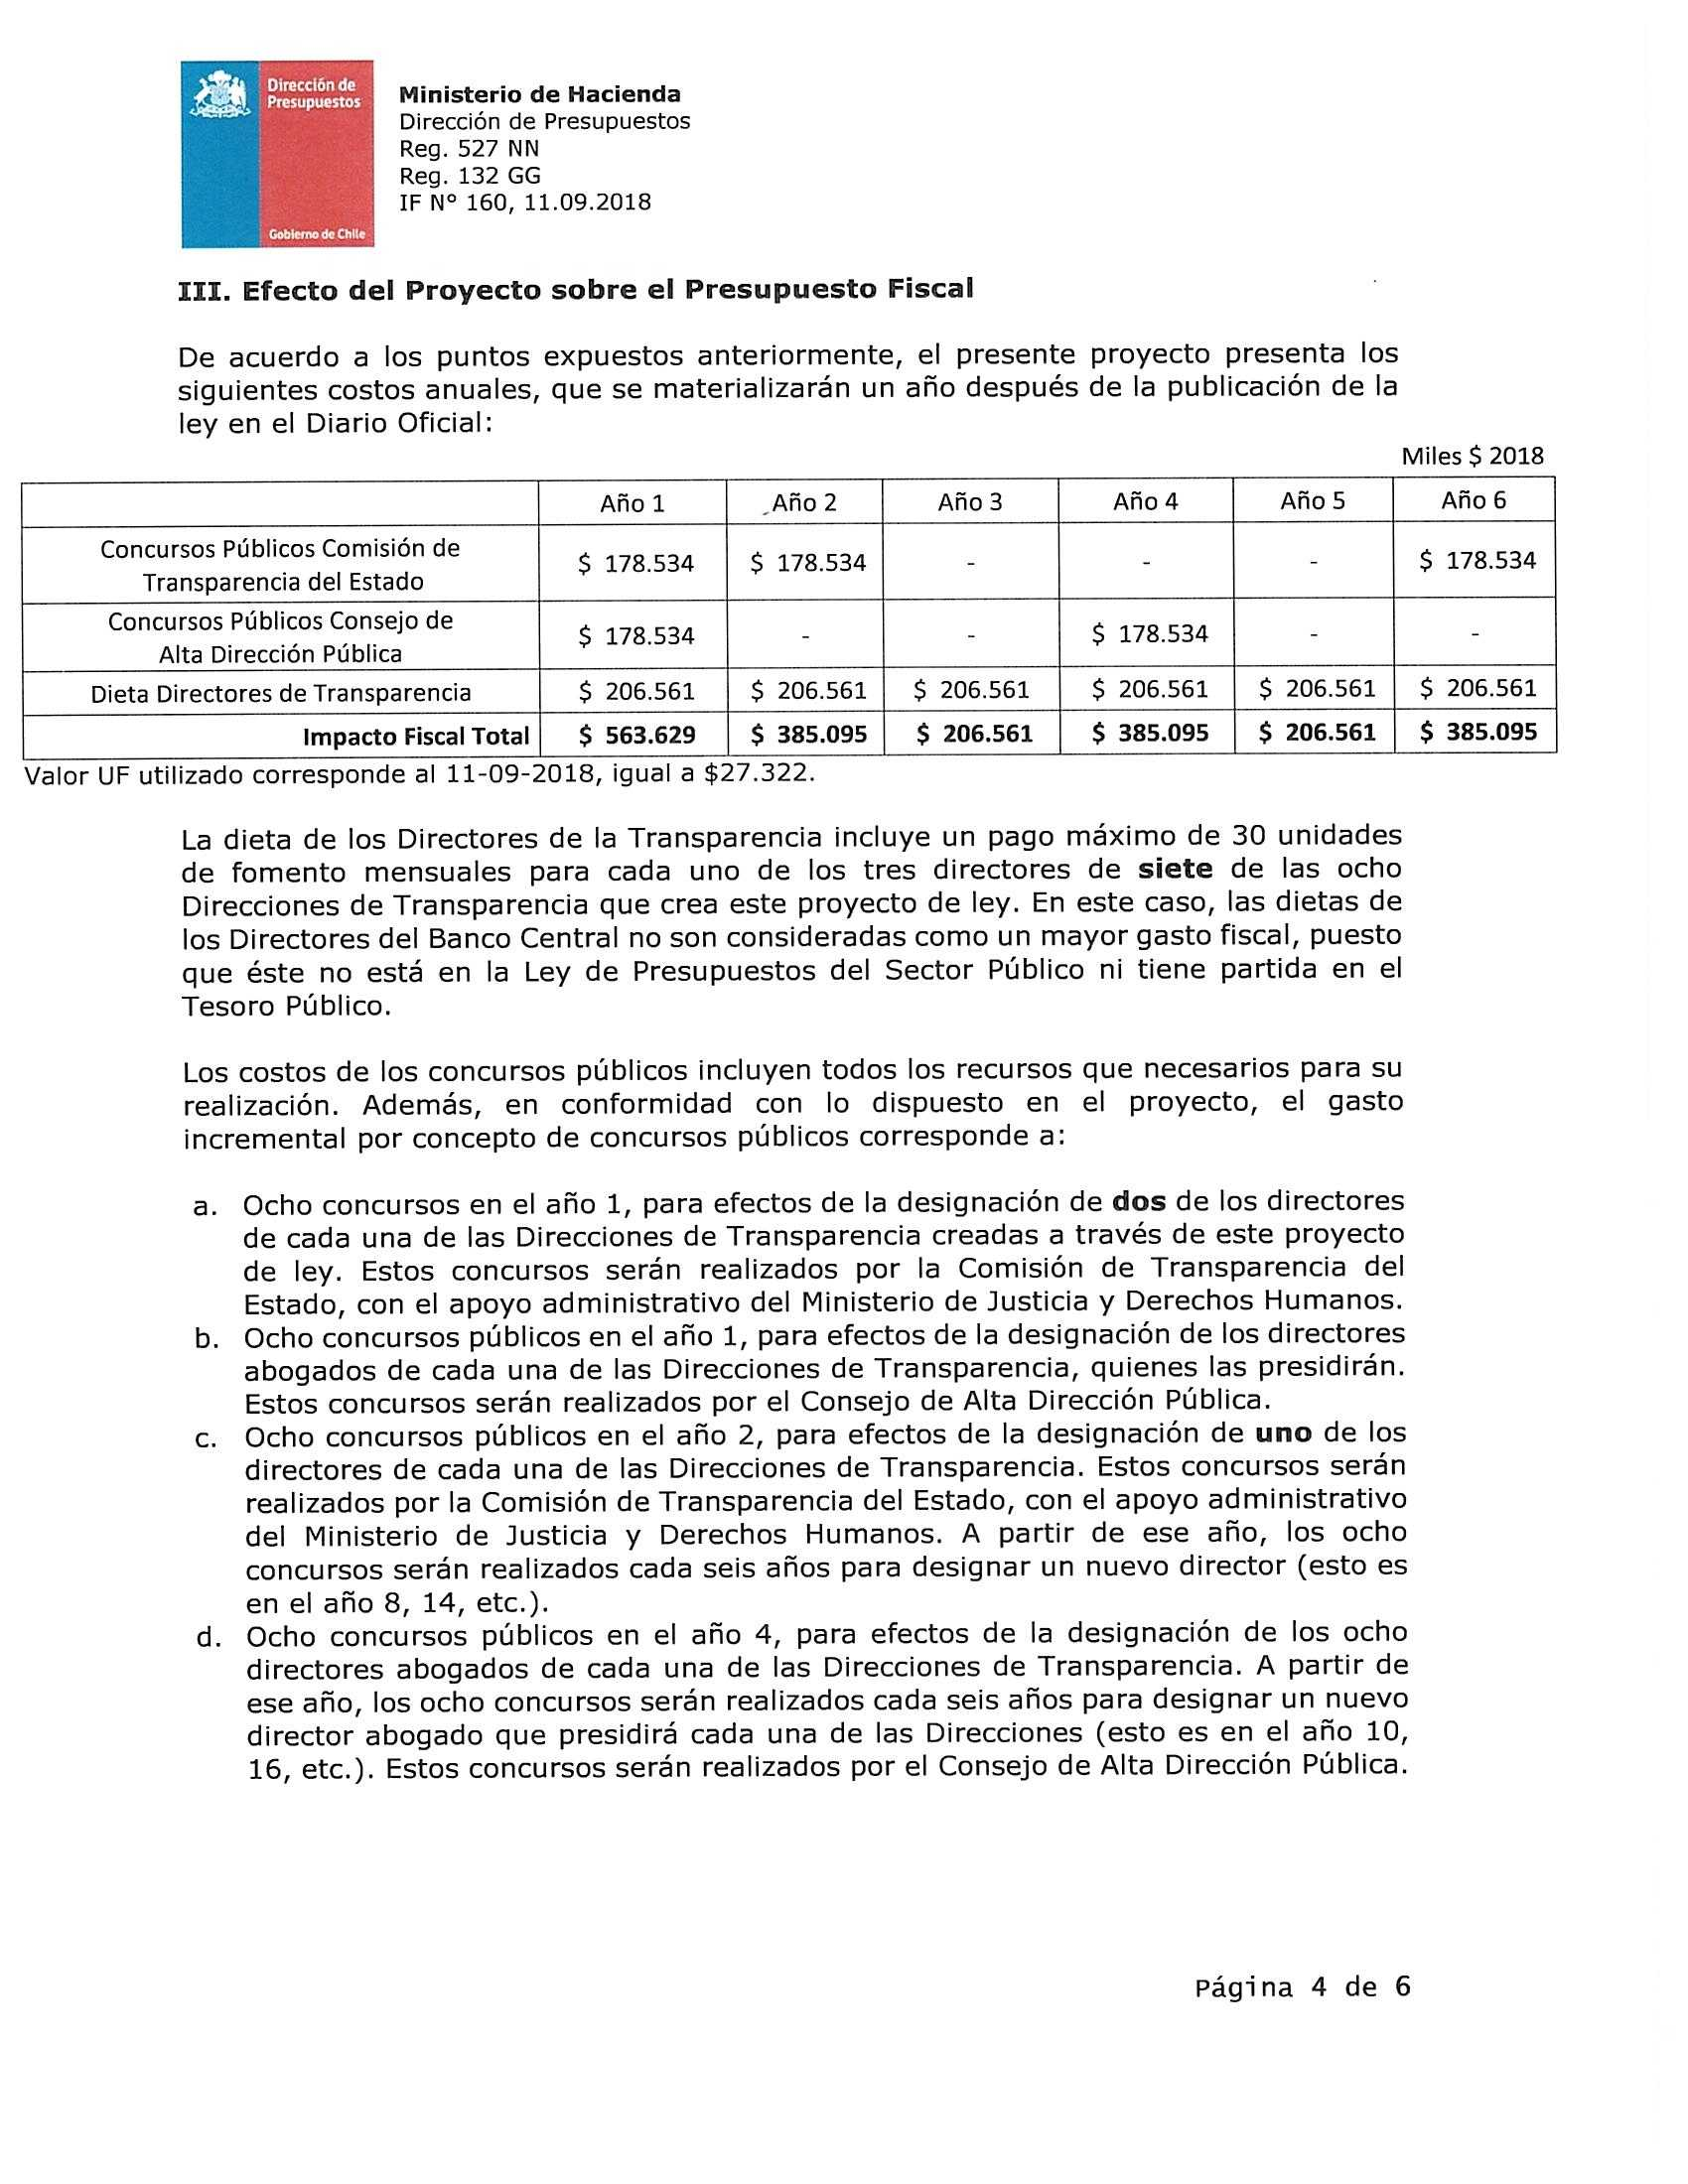 Dirección de
Presupuestos
Gobierno de Chile
Ministerio de Hacienda
Dirección de Presupuestos
Reg. 527 NN
Reg. 132 GG
IF N° 160, 11.09.2018
III. Efecto del Proyecto sobre el Presupuesto Fiscal
De acuerdo a los puntos expuestos anteriormente, el presente proyecto presenta los
siguientes costos anuales, que se materializarán un año después de la publicación de la
ley en el Diario Oficial:
Miles $ 2018
Año 1 Año 2 Año 3 Año 4 Año 5 Año 6
Concursos Públicos Comisión de
Transparencia del Estado
$ 178.534 $ 178.534 - - - $ 178.534
Concursos Públicos Consejo de
Alta Dirección Pública
$ 178.534 - - $ 178.534 - -
Dieta Directores de Transparencia $ 206.561 $ 206.561 $ 206.561 $ 206.561 $ 206.561 $ 206.561
Impacto Fiscal Total $ 563.629 $ 385.095 $ 206.561 $ 385.095 $ 206.561 $ 385.095
Valor UF utilizado corresponde al 11-09-2018, igual a $27.322.
La dieta de los Directores de la Transparencia incluye un pago máximo de 30 unidades
de fomento mensuales para cada uno de los tres directores de siete de las ocho
Direcciones de Transparencia que crea este proyecto de ley. En este caso, las dietas de
los Directores del Banco Central no son consideradas como un mayor gasto fiscal, puesto
que éste no está en la Ley de Presupuestos del Sector Público ni tiene partida en el
Tesoro Público.
Los costos de los concursos públicos incluyen todos los recursos que necesarios para su
realización. Además, en conformidad con lo dispuesto en el proyecto, el gasto
incremental por concepto de concursos públicos corresponde a:
a. Ocho concursos en el año 1, para efectos de la designación de dos de los directores
de cada una de las Direcciones de Transparencia creadas a través de este proyecto
de ley. Estos concursos serán realizados por la Comisión de Transparencia del
Estado, con el apoyo administrativo del Ministerio de Justicia y Derechos Humanos.
b. Ocho concursos públicos en el año 1, para efectos de la designación de los directores
abogados de cada una de las Direcciones de Transparencia, quienes las presidirán.
Estos concursos serán realizados por el Consejo de Alta Dirección Pública.
c. Ocho concursos públicos en el año 2, para efectos de la designación de uno de los
directores de cada una de las Direcciones de Transparencia. Estos concursos serán
realizados por la Comisión de Transparencia del Estado, con el apoyo administrativo
del Ministerio de Justicia y Derechos Humanos. A partir de ese año, los ocho
concursos serán realizados cada seis años para designar un nuevo director (esto es
en el año 8, 14, etc.).
d. Ocho concursos públicos en el año 4, para efectos de la designación de los ocho
directores abogados de cada una de las Direcciones de Transparencia. A partir de
ese año, los ocho concursos serán realizados cada seis años para designar un nuevo
director abogado que presidirá cada una de las Direcciones (esto es en el año 10,
16, etc.). Estos concursos serán realizados por el Consejo de Alta Dirección Pública.
Página 4 de 6